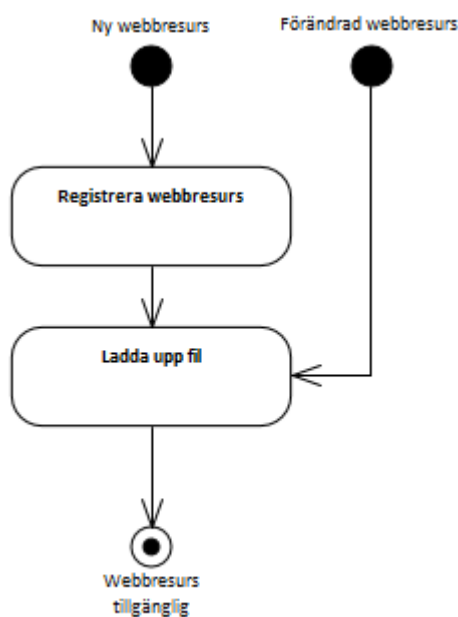 Ny webbresurs
Förändrad webbresurs
Registrera webbresurs
Ladda upp fil
Webbresurs
tillgänglig